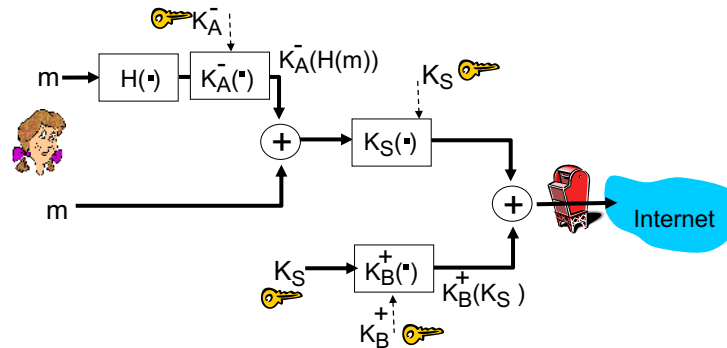 K⁻A
m
H(▪)
K⁻A(▪)
K⁻A(H(m))
KS
+
KS(▪)
m
+
Internet
KS
K⁺B(▪)
K⁺B(KS )
K⁺B